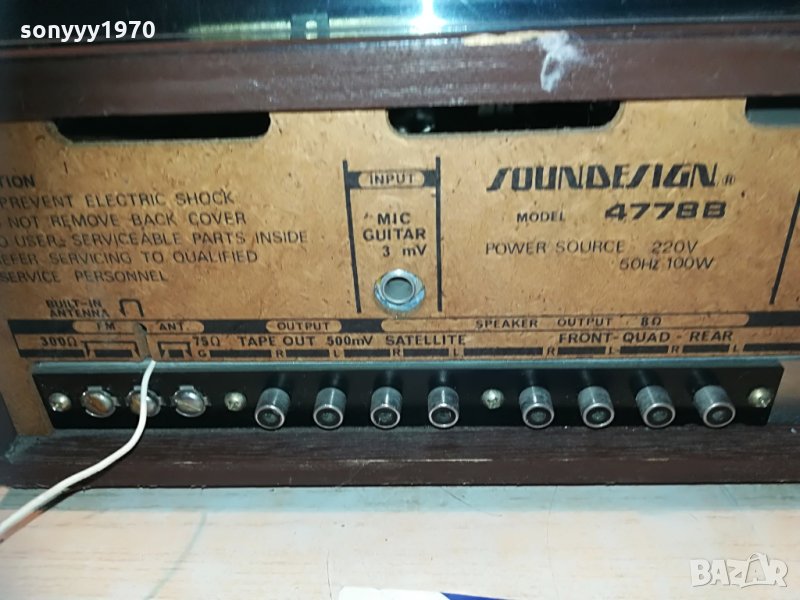 sonyyy1970
TION
PREVENT ELECTRIC SHOCK
NOT REMOVE BACK COVER
USER-SERVICEABLE PARTS INSIDE
SERVICING TO QUALIFIED
SERVICE PERSONNEL
INPUT
MIC
GUITAR
3 mV
SOUNDESIGN ®
MODEL 4778B
POWER SOURCE 220V
50Hz 100W
BUILT-IN
ANTENNA
FM ANT. OUTPUT SPEAKER OUTPUT 8Ω
300Ω 75Ω TAPE OUT 500mV SATELLITE FRONT-QUAD-REAR
G R L R L R L R L
BAZAR